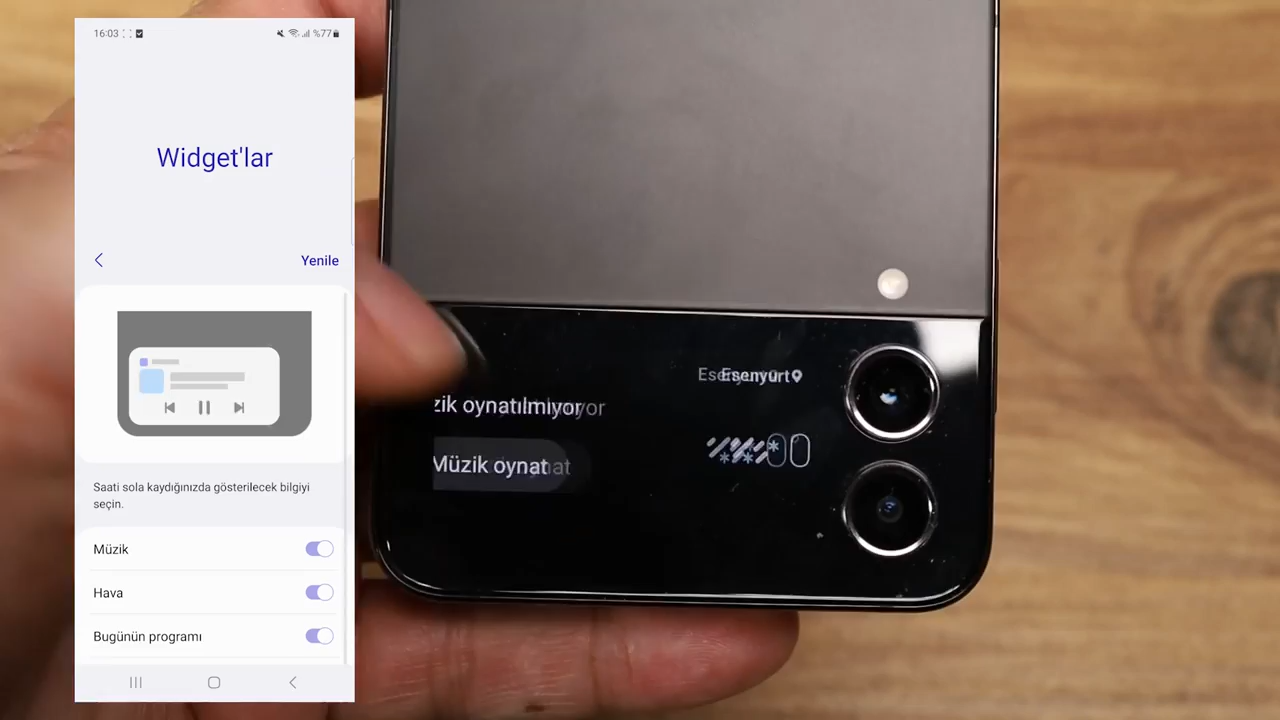 16:03
%77
Widget'lar
Yenile
Saati sola kaydığınızda gösterilecek bilgiyi
seçin.
Müzik
Hava
Bugünün programı
Esenyurt
zik oynatılmıyor
Müzik oynat